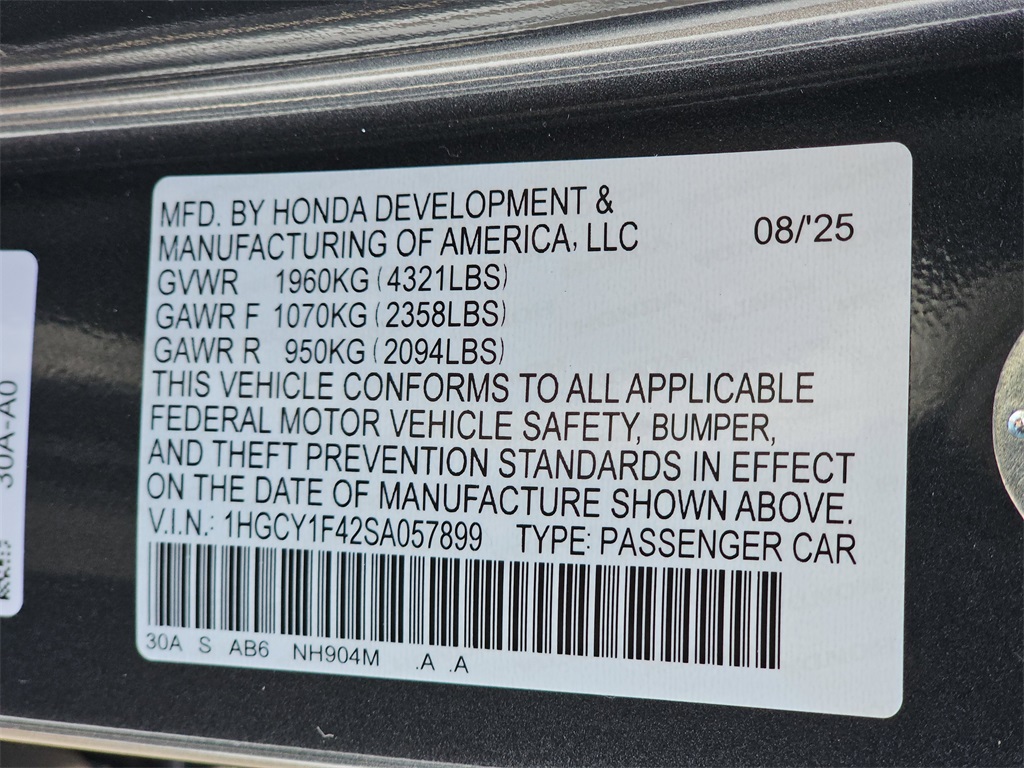 MFD. BY HONDA DEVELOPMENT &
MANUFACTURING OF AMERICA, LLC 08/'25
GVWR 1960KG (4321LBS)
GAWR F 1070KG (2358LBS)
GAWR R 950KG (2094LBS)
THIS VEHICLE CONFORMS TO ALL APPLICABLE
FEDERAL MOTOR VEHICLE SAFETY, BUMPER,
AND THEFT PREVENTION STANDARDS IN EFFECT
ON THE DATE OF MANUFACTURE SHOWN ABOVE.
V.I.N.: 1HGCY1F42SA057899 TYPE: PASSENGER CAR
30A S AB6 NH904M .A .A
30A-A0